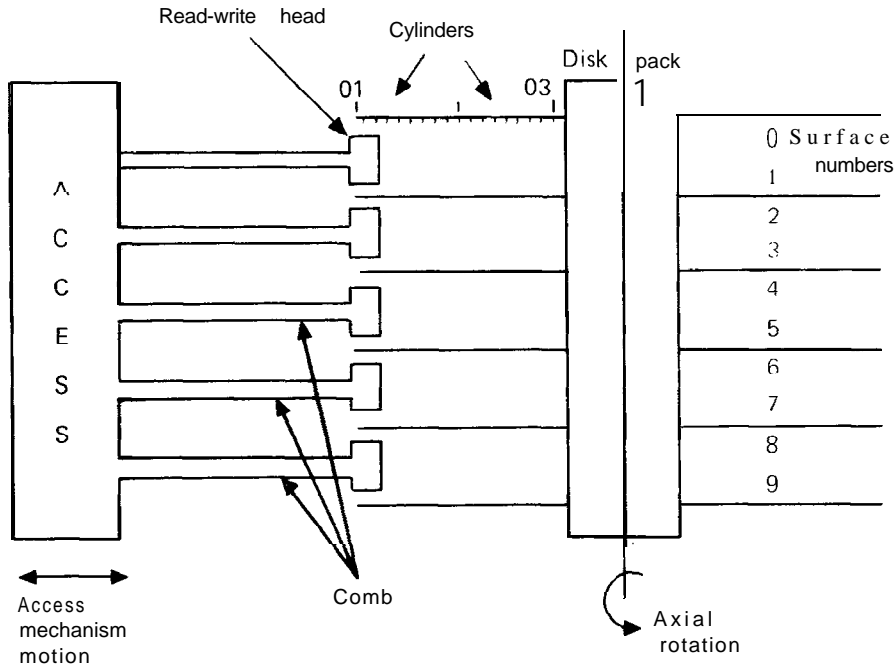 Read-write head
Cylinders
Disk pack
01
03
1
0 Surface
numbers
1
2
3
4
5
6
7
8
9
A
C
C
E
S
S
Comb
Access
mechanism
motion
Axial
rotation